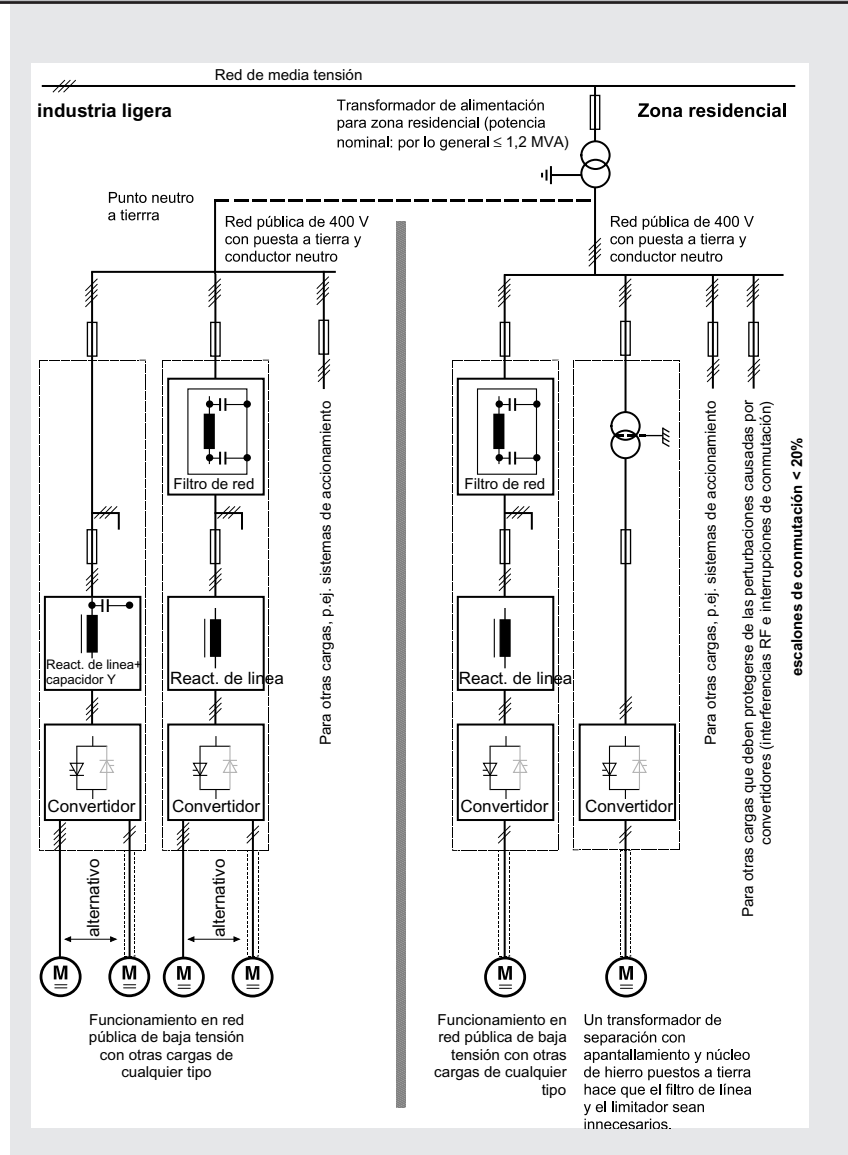 Red de media tensión
industria ligera
Transformador de alimentación
para zona residencial (potencia
nominal: por lo general ≤ 1,2 MVA)
Zona residencial
Punto neutro
a tierrra
Red pública de 400 V
con puesta a tierra y
conductor neutro
Red pública de 400 V
con puesta a tierra y
conductor neutro
Filtro de red
Filtro de red
React. de linea+
capacidor Y
React. de linea
React. de linea
Convertidor
Convertidor
Convertidor
Convertidor
Para otras cargas, p.ej. sistemas de accionamiento
Para otras cargas, p.ej. sistemas de accionamiento
Para otras cargas que deben protegerse de las perturbaciones causadas por
convertidores (interferencias RF e interrupciones de conmutación)
escalones de conmutación < 20%
alternativo
alternativo
M
M
M
M
M
M
Funcionamiento en red
pública de baja tensión
con otras cargas de
cualquier tipo
Funcionamiento en
red pública de baja
tensión con otras
cargas de cualquier
tipo
Un transformador de
separación con
apantallamiento y núcleo
de hierro puestos a tierra
hace que el filtro de línea
y el limitador sean
innecesarios.